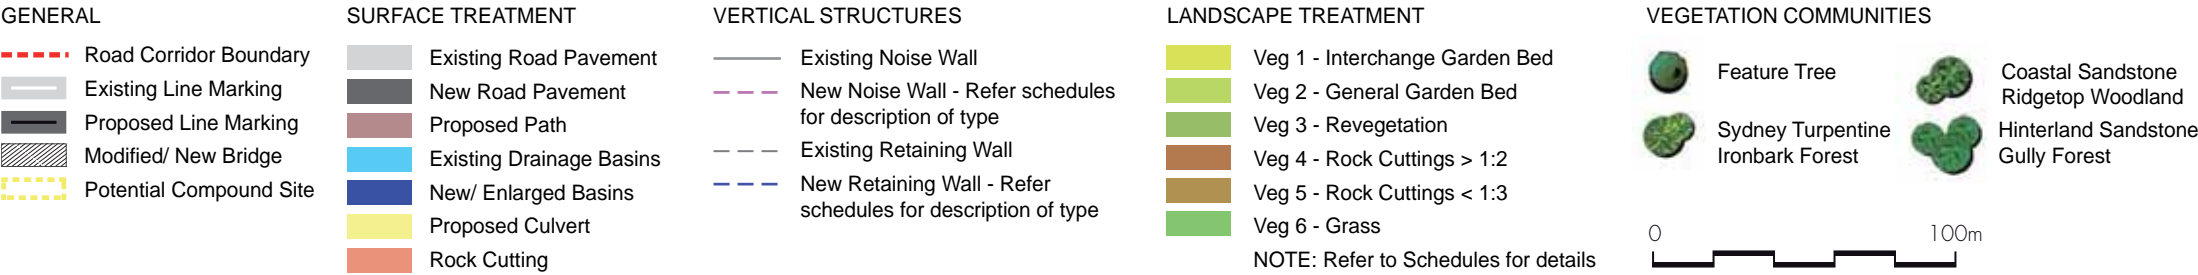 GENERAL
Road Corridor Boundary
Existing Line Marking
Proposed Line Marking
Modified/ New Bridge
Potential Compound Site
SURFACE TREATMENT
Existing Road Pavement
New Road Pavement
Proposed Path
Existing Drainage Basins
New/ Enlarged Basins
Proposed Culvert
Rock Cutting
VERTICAL STRUCTURES
Existing Noise Wall
New Noise Wall - Refer schedules
for description of type
Existing Retaining Wall
New Retaining Wall - Refer
schedules for description of type
LANDSCAPE TREATMENT
Veg 1 - Interchange Garden Bed
Veg 2 - General Garden Bed
Veg 3 - Revegetation
Veg 4 - Rock Cuttings > 1:2
Veg 5 - Rock Cuttings < 1:3
Veg 6 - Grass
NOTE: Refer to Schedules for details
VEGETATION COMMUNITIES
Feature Tree
Sydney Turpentine
Ironbark Forest
Coastal Sandstone
Ridgetop Woodland
Hinterland Sandstone
Gully Forest
0 100m